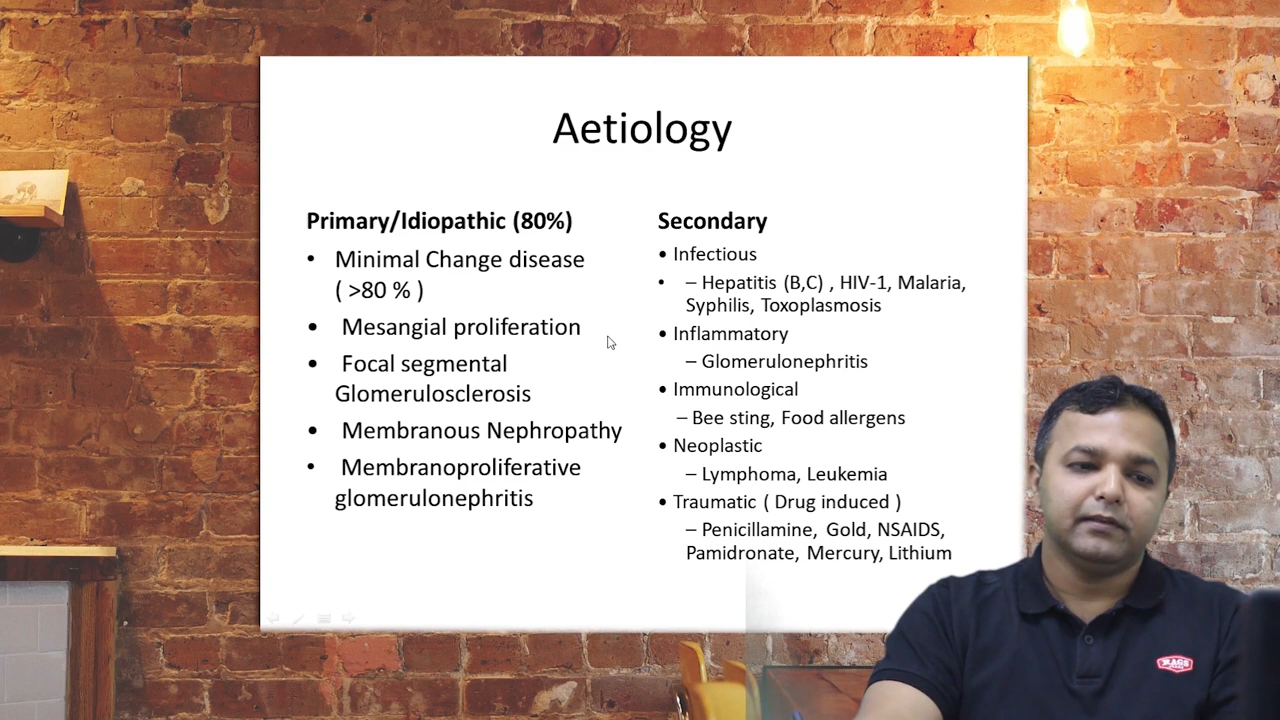 Aetiology
Primary/Idiopathic (80%)
• Minimal Change disease
( >80 % )
• Mesangial proliferation
• Focal segmental
Glomerulosclerosis
• Membranous Nephropathy
• Membranoproliferative
glomerulonephritis
Secondary
• Infectious
• – Hepatitis (B,C) , HIV-1, Malaria,
Syphilis, Toxoplasmosis
• Inflammatory
– Glomerulonephritis
• Immunological
– Bee sting, Food allergens
• Neoplastic
– Lymphoma, Leukemia
• Traumatic ( Drug induced )
– Penicillamine, Gold, NSAIDS,
Pamidronate, Mercury, Lithium